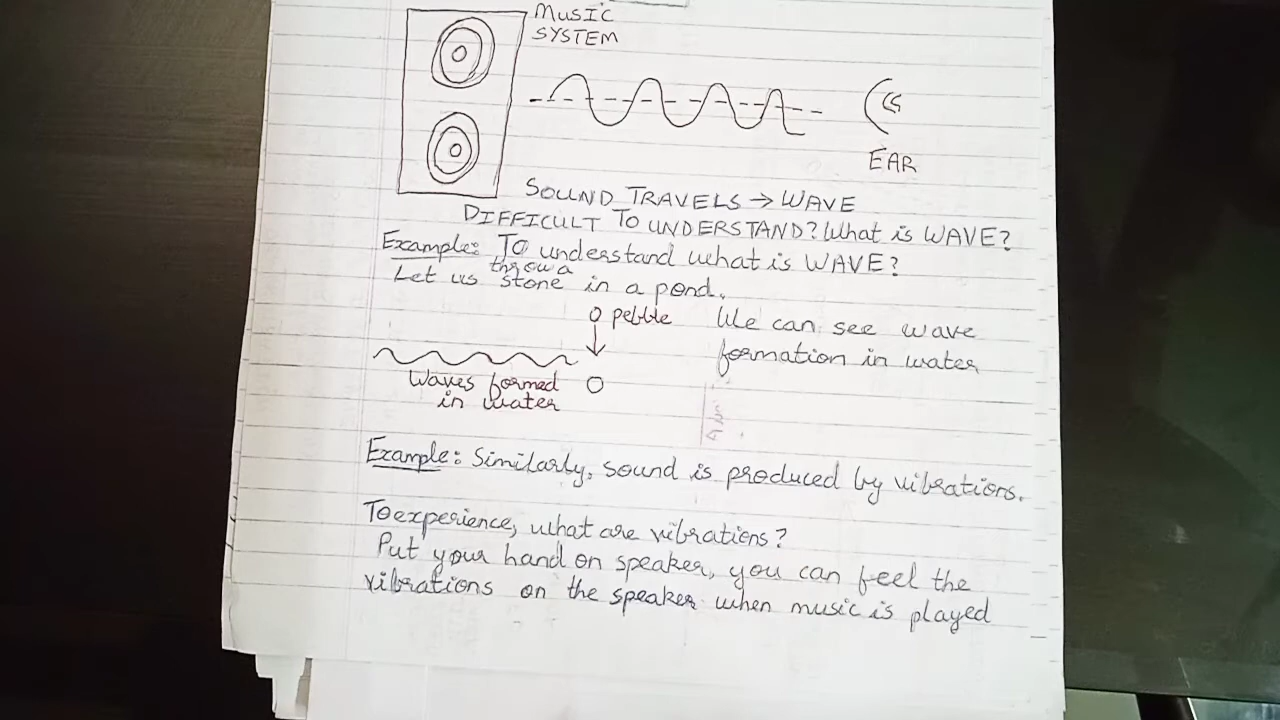 MUSIC
SYSTEM
EAR
SOUND TRAVELS → WAVE
DIFFICULT TO UNDERSTAND? What is WAVE?
Example: To understand what is WAVE?
throw a
Let us stone in a pond.
pebble
We can see wave
formation in water
Waves formed
in water
Example: Similarly, sound is produced by vibrations.
To experience, what are vibrations?
Put your hand on speaker, you can feel the
vibrations on the speaker when music is played